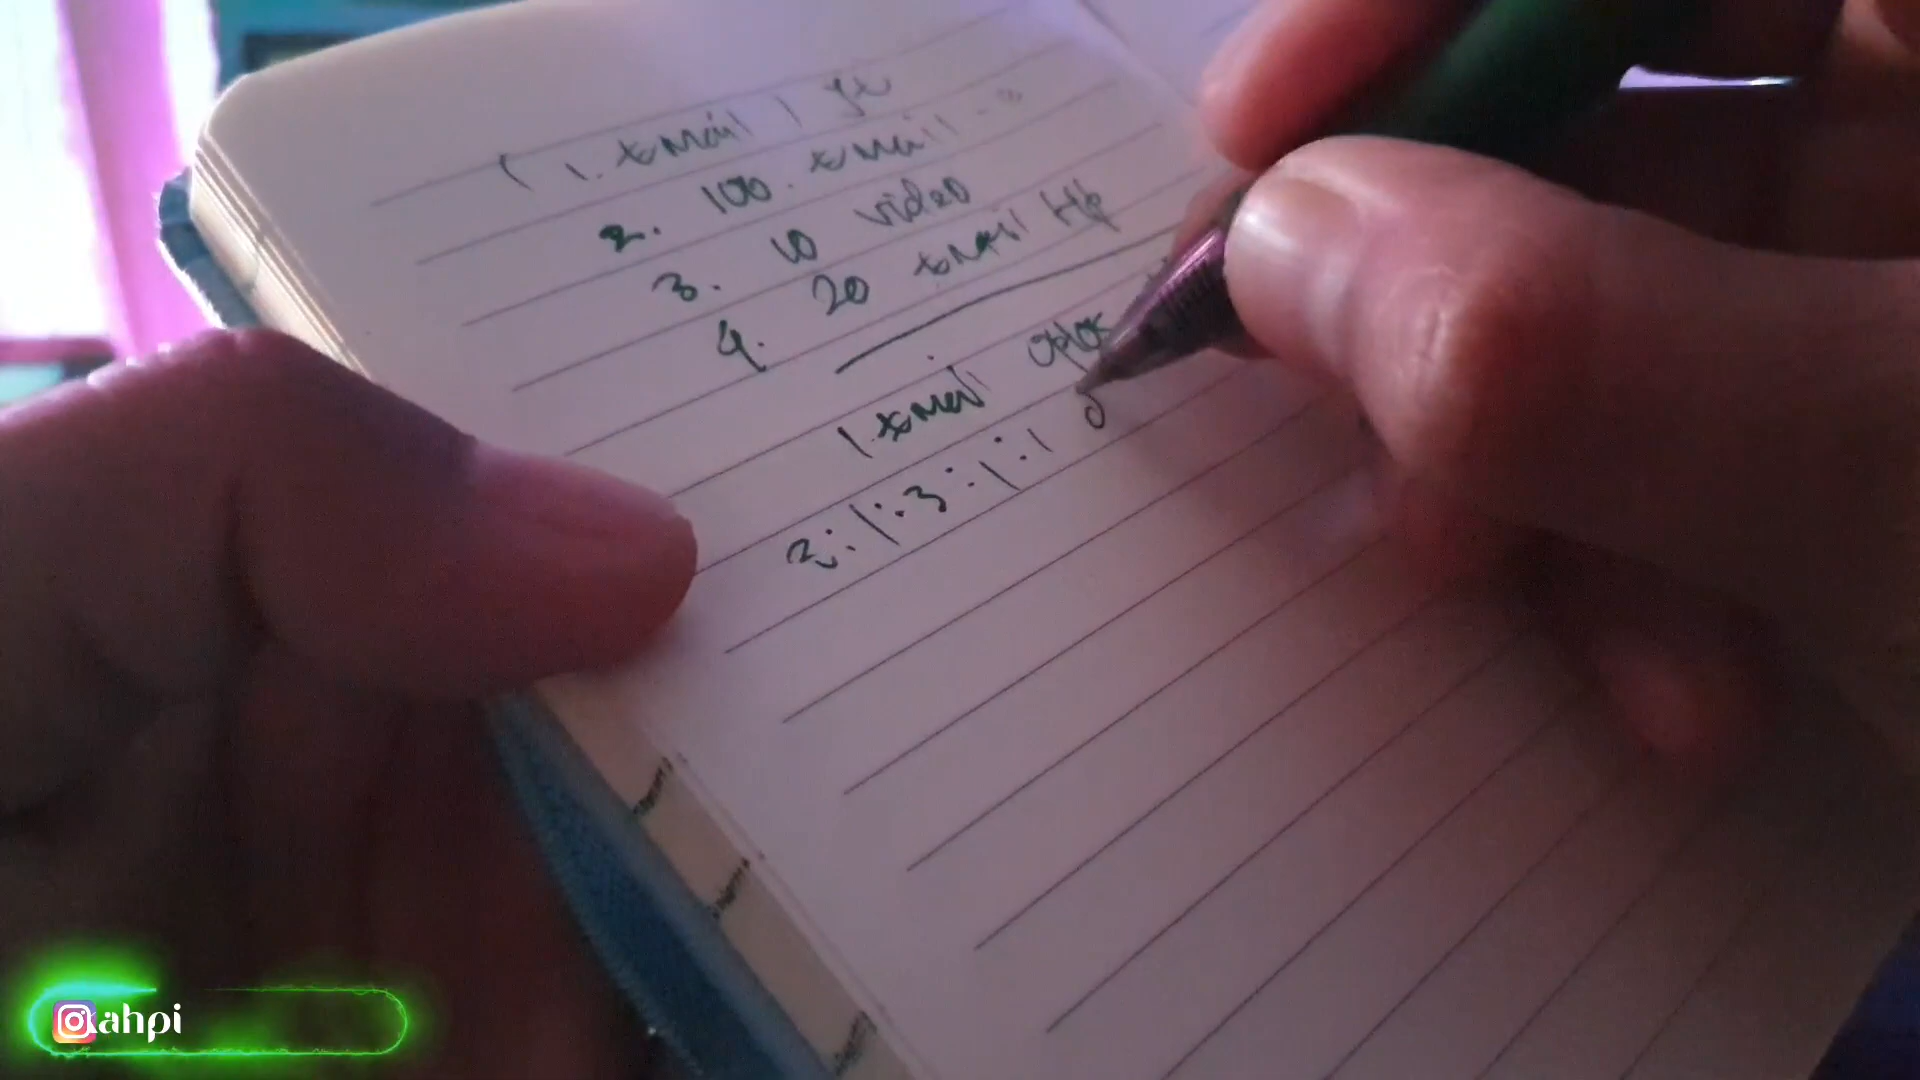 1. email 1 yt
2. 100. email
3. 10 video
4. 20 email Hp
1. email
2:1:3:1:1
ahpi